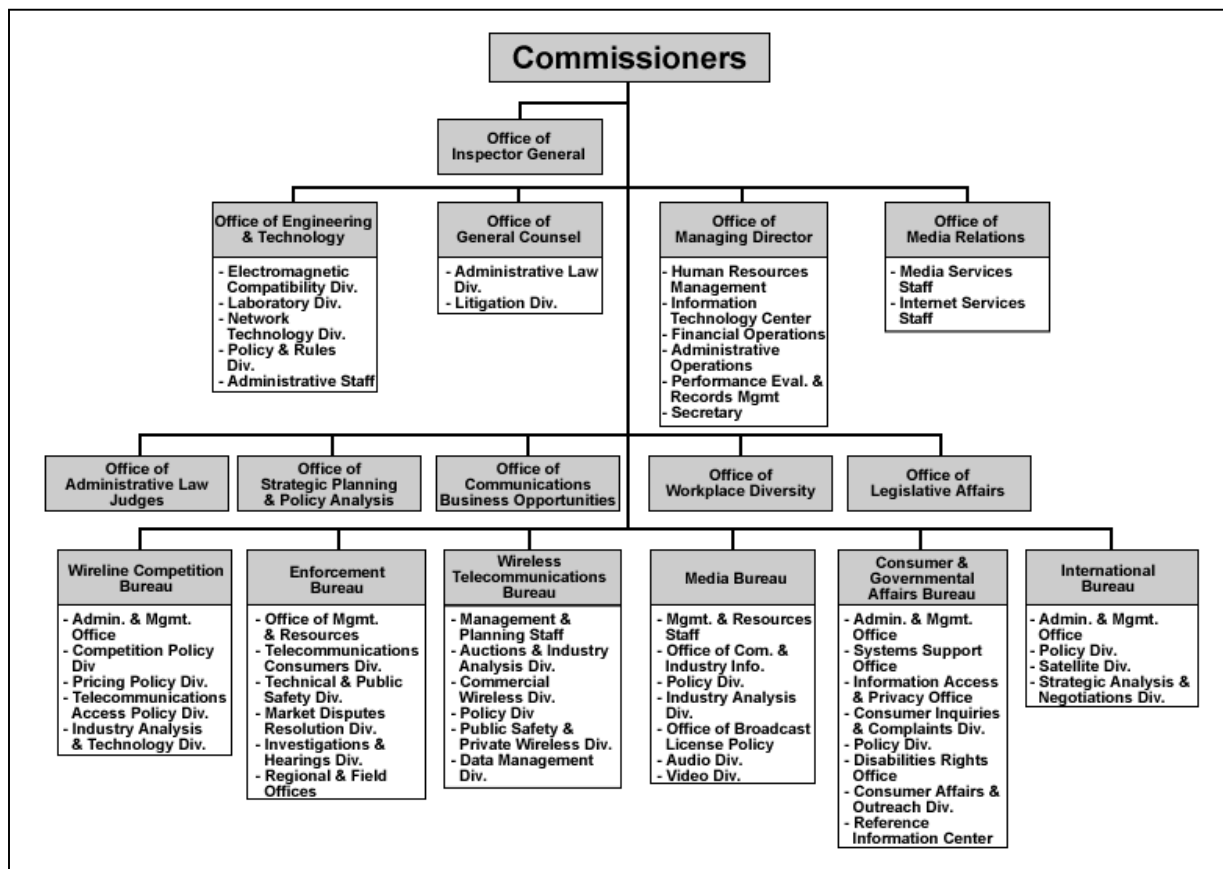 Commissioners
Office of
Inspector General
Office of Engineering
& Technology
- Electromagnetic
Compatibility Div.
- Laboratory Div.
- Network
Technology Div.
- Policy & Rules
Div.
- Administrative Staff
Office of
General Counsel
- Administrative Law
Div.
- Litigation Div.
Office of
Managing Director
- Human Resources
Management
- Information
Technology Center
- Financial Operations
- Administrative
Operations
- Performance Eval. &
Records Mgmt
- Secretary
Office of
Media Relations
- Media Services
Staff
- Internet Services
Staff
Office of
Administrative Law
Judges
Office of
Strategic Planning
& Policy Analysis
Office of
Communications
Business Opportunities
Office of
Workplace Diversity
Office of
Legislative Affairs
Wireline Competition
Bureau
- Admin. & Mgmt.
Office
- Competition Policy
Div
- Pricing Policy Div.
- Telecommunications
Access Policy Div.
- Industry Analysis
& Technology Div.
Enforcement
Bureau
- Office of Mgmt.
& Resources
- Telecommunications
Consumers Div.
- Technical & Public
Safety Div.
- Market Disputes
Resolution Div.
- Investigations &
Hearings Div.
- Regional & Field
Offices
Wireless
Telecommunications
Bureau
- Management &
Planning Staff
- Auctions & Industry
Analysis Div.
- Commercial
Wireless Div.
- Policy Div
- Public Safety &
Private Wireless Div.
- Data Management
Div.
Media Bureau
- Mgmt. & Resources
Staff
- Office of Com. &
Industry Info.
- Policy Div.
- Industry Analysis
Div.
- Office of Broadcast
License Policy
- Audio Div.
- Video Div.
Consumer &
Governmental
Affairs Bureau
- Admin. & Mgmt.
Office
- Systems Support
Office
- Information Access
& Privacy Office
- Consumer Inquiries
& Complaints Div.
- Policy Div.
- Disabilities Rights
Office
- Consumer Affairs &
Outreach Div.
- Reference
Information Center
International
Bureau
- Admin. & Mgmt.
Office
- Policy Div.
- Satellite Div.
- Strategic Analysis &
Negotiations Div.